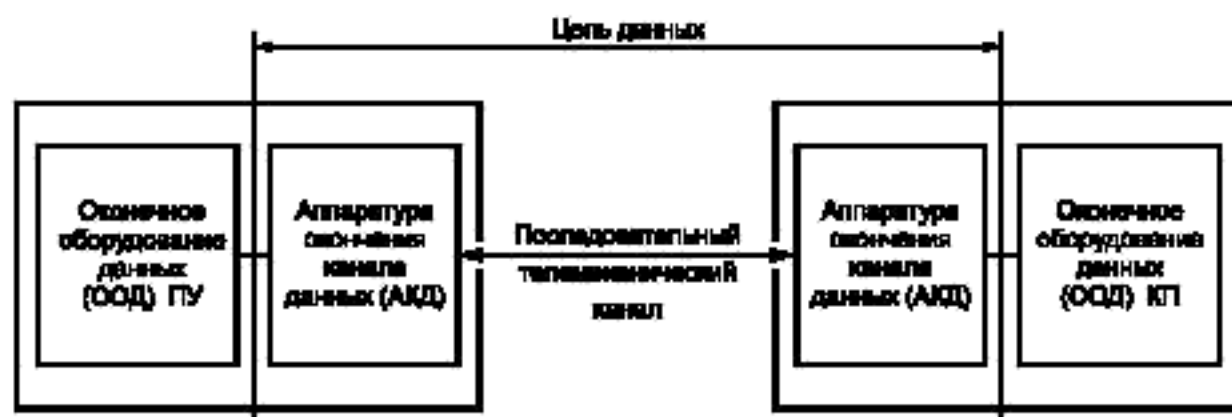 Цепь данных
Оконечное
оборудование
данных
(ООД) ПУ
Аппаратура
окончания
канала
данных (АКД)
Последовательный
телемеханический
канал
Аппаратура
окончания
канала
данных (АКД)
Оконечное
оборудование
данных
(ООД) КП